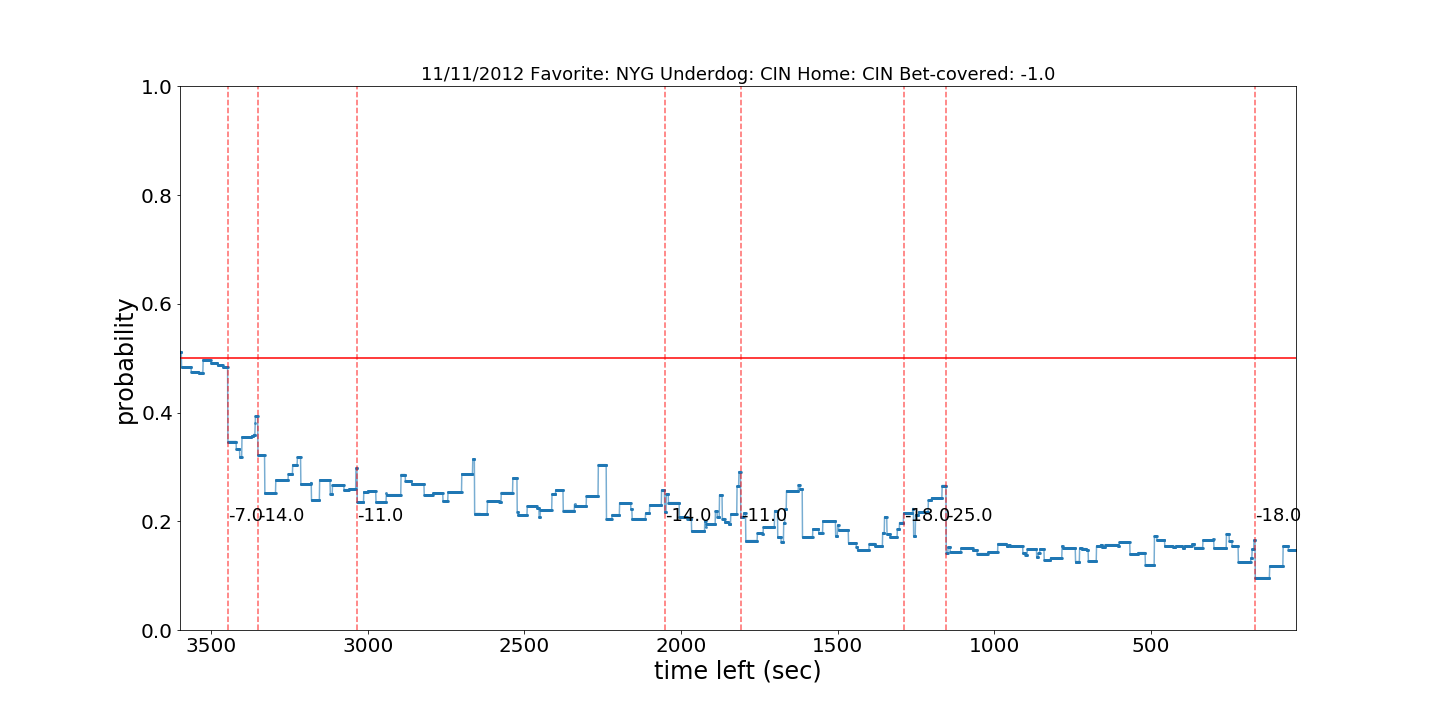 11/11/2012 Favorite: NYG Underdog: CIN Home: CIN Bet-covered: -1.0
1.0
0.8
0.6
0.4
0.2
0.0
probability
-7.0 -14.0 -11.0 -14.0 -11.0 -18.0 -25.0 -18.0
3500 3000 2500 2000 1500 1000 500
time left (sec)